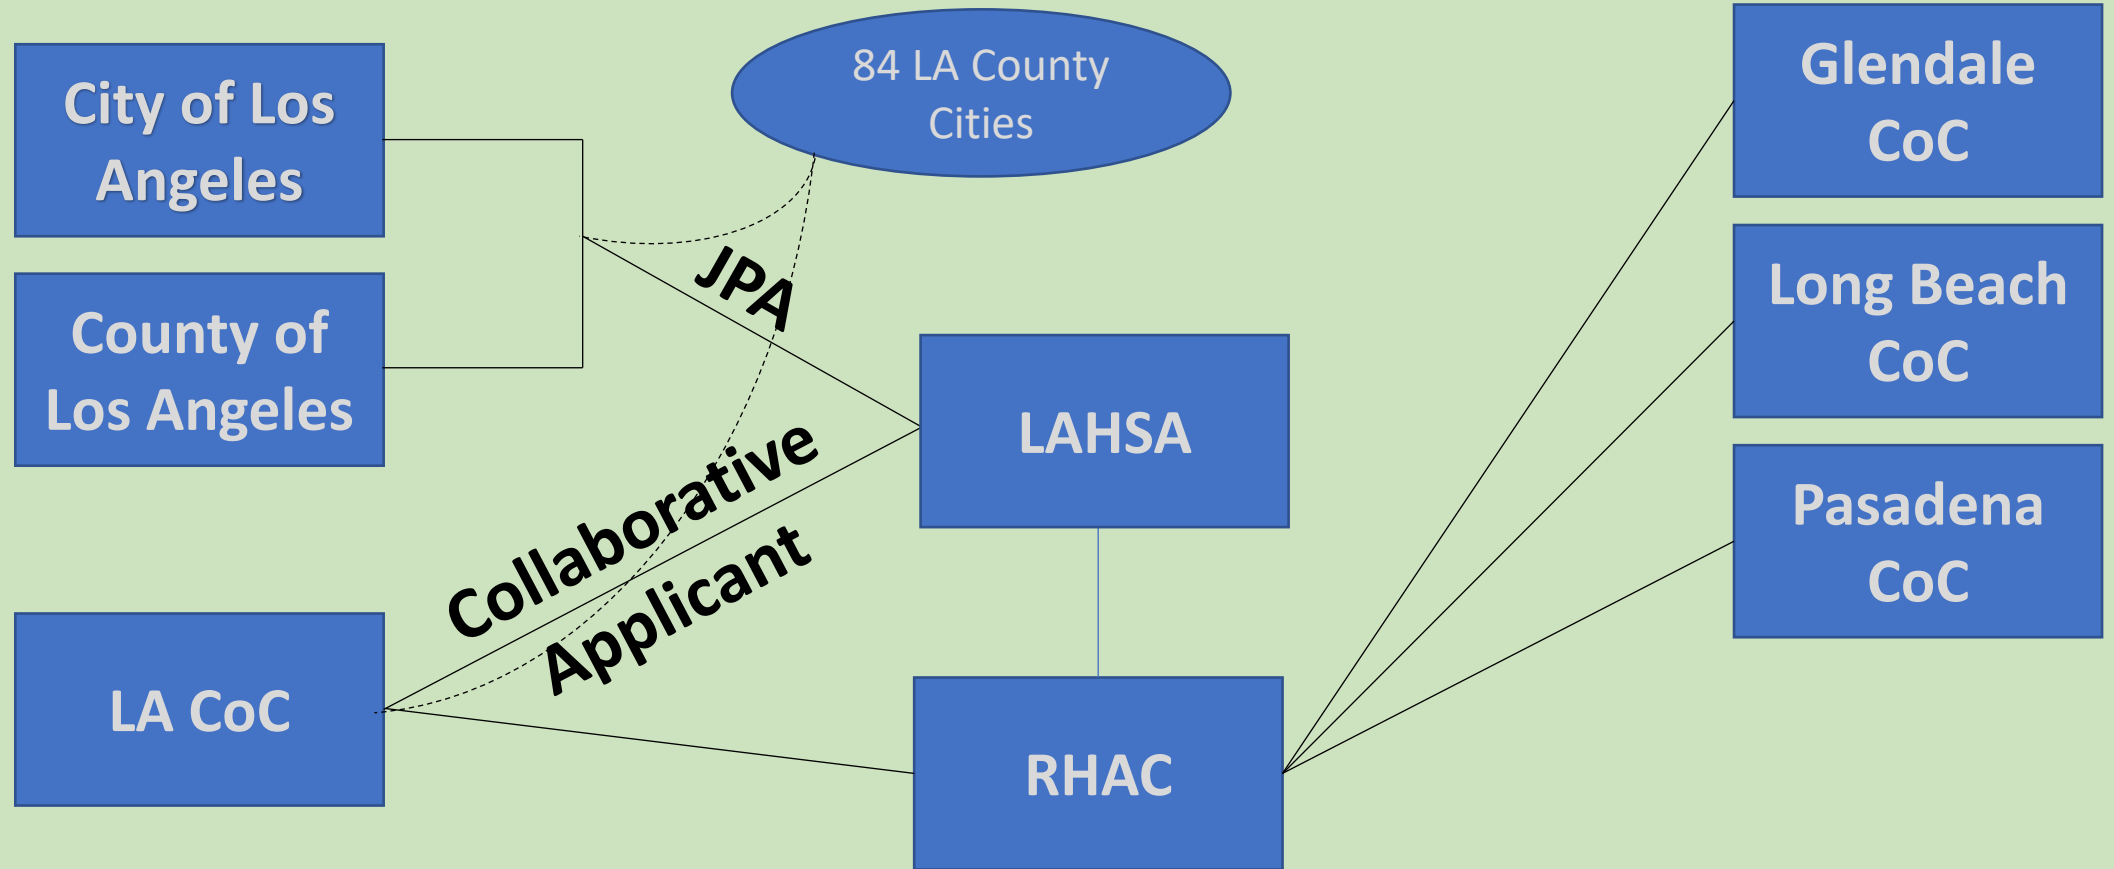 City of Los
Angeles
County of
Los Angeles
LA CoC
84 LA County
Cities
JPA
Collaborative
Applicant
LAHSA
RHAC
Glendale
CoC
Long Beach
CoC
Pasadena
CoC